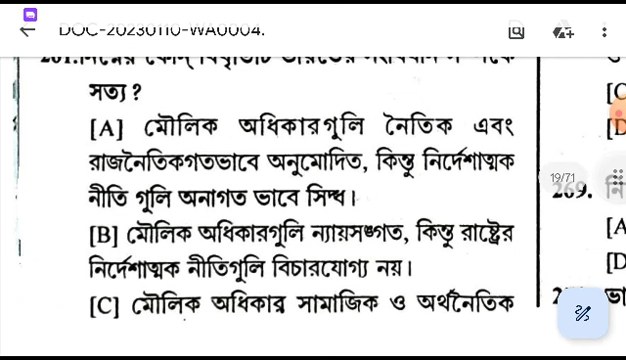 DOC-20230110-WA0004.
সত্য?
[A] মৌলিক অধিকারগুলি নৈতিক এবং
রাজনৈতিকগতভাবে অনুমোদিত, কিন্তু নির্দেশাত্মক
নীতি গুলি অনাগত ভাবে সিদ্ধ।
[B] মৌলিক অধিকারগুলি ন্যায়সঙ্গত, কিন্তু রাষ্ট্রের
নির্দেশাত্মক নীতিগুলি বিচারযোগ্য নয়।
[C] মৌলিক অধিকার সামাজিক ও অর্থনৈতিক
[C
[D
19/71
269. নি
[A
[D